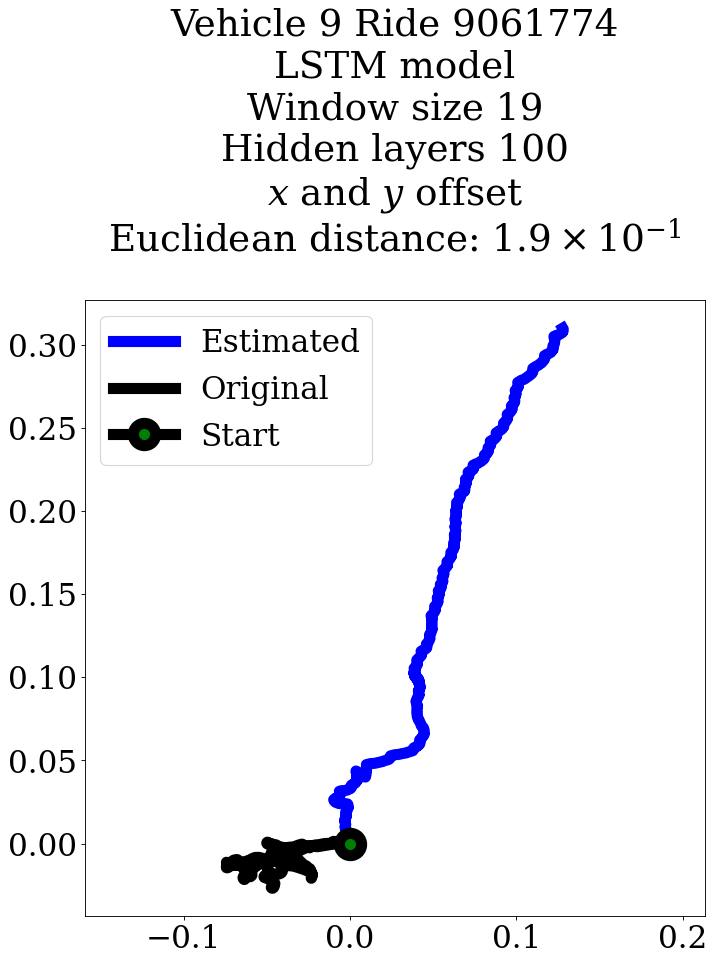 Vehicle 9 Ride 9061774
LSTM model
Window size 19
Hidden layers 100
x and y offset
Euclidean distance: 1.9 × 10⁻¹
Estimated
Original
Start
0.30
0.25
0.20
0.15
0.10
0.05
0.00
−0.1 0.0 0.1 0.2